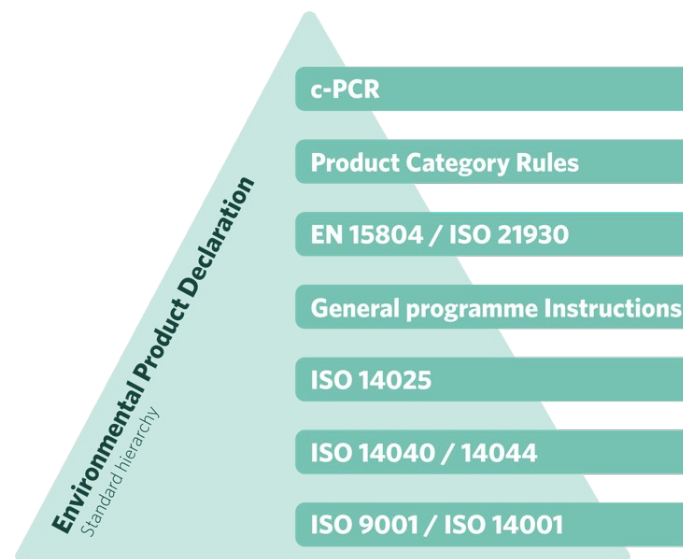 c-PCR
Product Category Rules
EN 15804 / ISO 21930
General programme Instructions
ISO 14025
ISO 14040 / 14044
ISO 9001 / ISO 14001
Environmental Product Declaration
Standard hierarchy